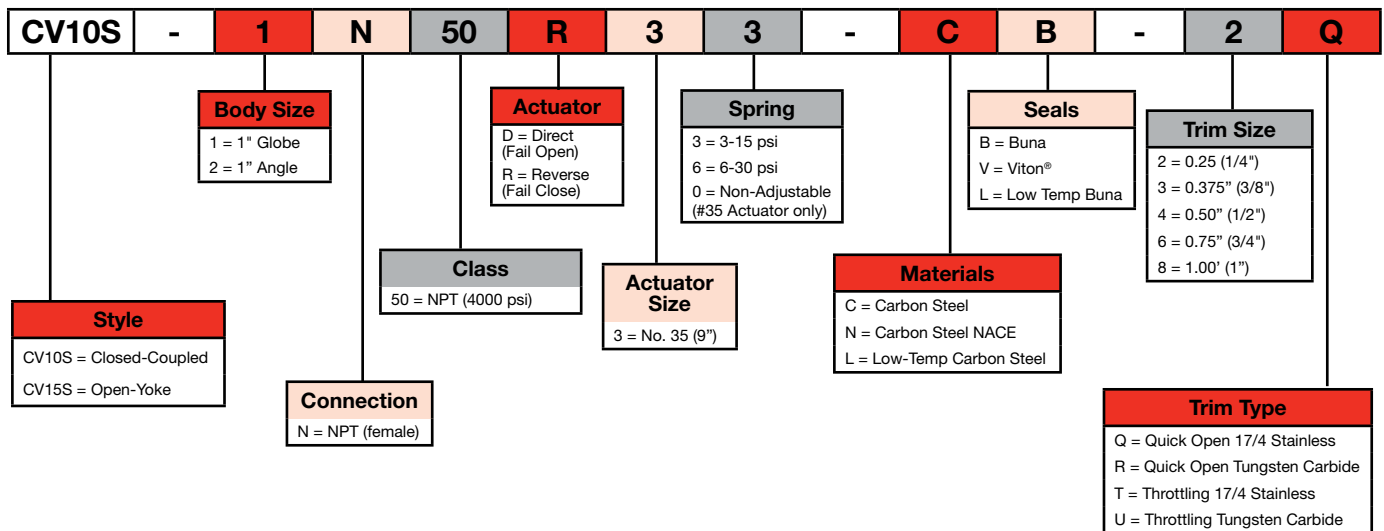 CV10S - 1 N 50 R 3 3 - C B - 2 Q
Style
CV10S = Closed-Coupled
CV15S = Open-Yoke
Body Size
1 = 1" Globe
2 = 1” Angle
Connection
N = NPT (female)
Class
50 = NPT (4000 psi)
Actuator
D = Direct
(Fail Open)
R = Reverse
(Fail Close)
Actuator
Size
3 = No. 35 (9”)
Spring
3 = 3-15 psi
6 = 6-30 psi
0 = Non-Adjustable
(#35 Actuator only)
Materials
C = Carbon Steel
N = Carbon Steel NACE
L = Low-Temp Carbon Steel
Seals
B = Buna
V = Viton®
L = Low Temp Buna
Trim Size
2 = 0.25 (1/4")
3 = 0.375” (3/8")
4 = 0.50” (1/2")
6 = 0.75” (3/4")
8 = 1.00’ (1”)
Trim Type
Q = Quick Open 17/4 Stainless
R = Quick Open Tungsten Carbide
T = Throttling 17/4 Stainless
U = Throttling Tungsten Carbide